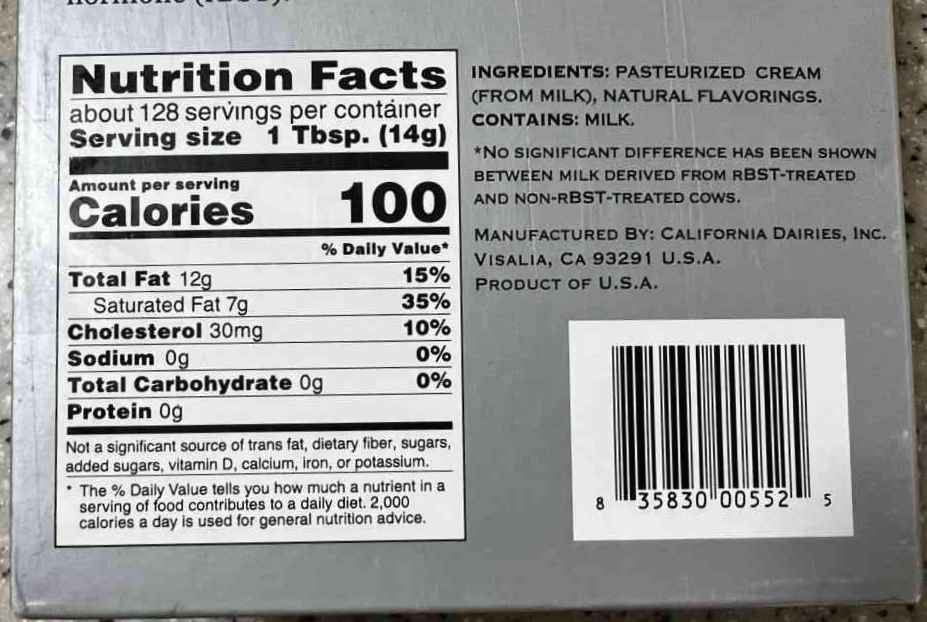 Nutrition Facts
about 128 servings per container
Serving size 1 Tbsp. (14g)
Amount per serving
Calories 100
% Daily Value*
Total Fat 12g 15%
Saturated Fat 7g 35%
Cholesterol 30mg 10%
Sodium 0g 0%
Total Carbohydrate 0g 0%
Protein 0g
Not a significant source of trans fat, dietary fiber, sugars,
added sugars, vitamin D, calcium, iron, or potassium.
* The % Daily Value tells you how much a nutrient in a
serving of food contributes to a daily diet. 2,000
calories a day is used for general nutrition advice.
INGREDIENTS: PASTEURIZED CREAM
(FROM MILK), NATURAL FLAVORINGS.
CONTAINS: MILK.
*NO SIGNIFICANT DIFFERENCE HAS BEEN SHOWN
BETWEEN MILK DERIVED FROM RBST-TREATED
AND NON-RBST-TREATED COWS.
MANUFACTURED BY: CALIFORNIA DAIRIES, INC.
VISALIA, CA 93291 U.S.A.
PRODUCT OF U.S.A.
8 35830 00552 5